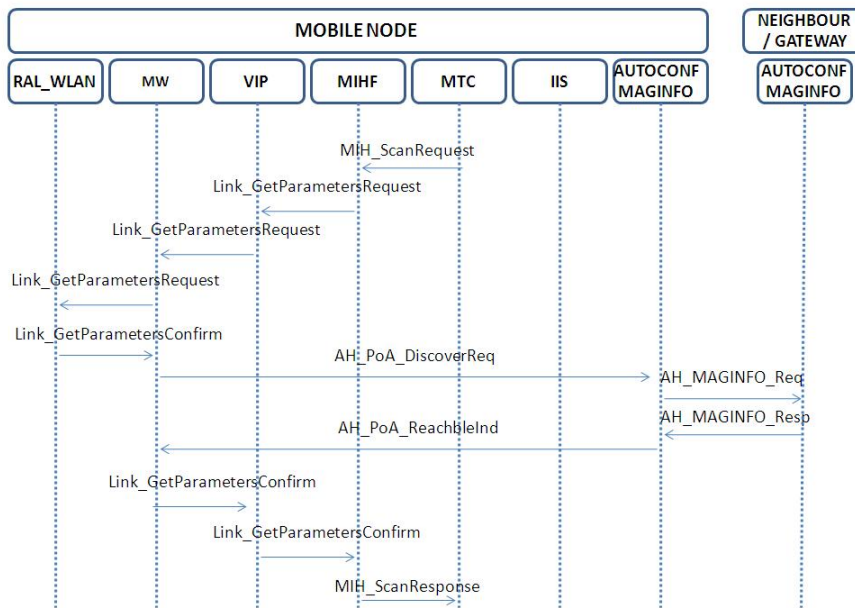 MOBILE NODE
NEIGHBOUR
/ GATEWAY
RAL_WLAN
MW
VIP
MIHF
MTC
IIS
AUTOCONF
MAGINFO
AUTOCONF
MAGINFO
MIH_ScanRequest
Link_GetParametersRequest
Link_GetParametersRequest
Link_GetParametersRequest
Link_GetParametersConfirm
AH_PoA_DiscoverReq
AH_MAGINFO_Req
AH_MAGINFO_Resp
AH_PoA_ReachbleInd
Link_GetParametersConfirm
Link_GetParametersConfirm
MIH_ScanResponse